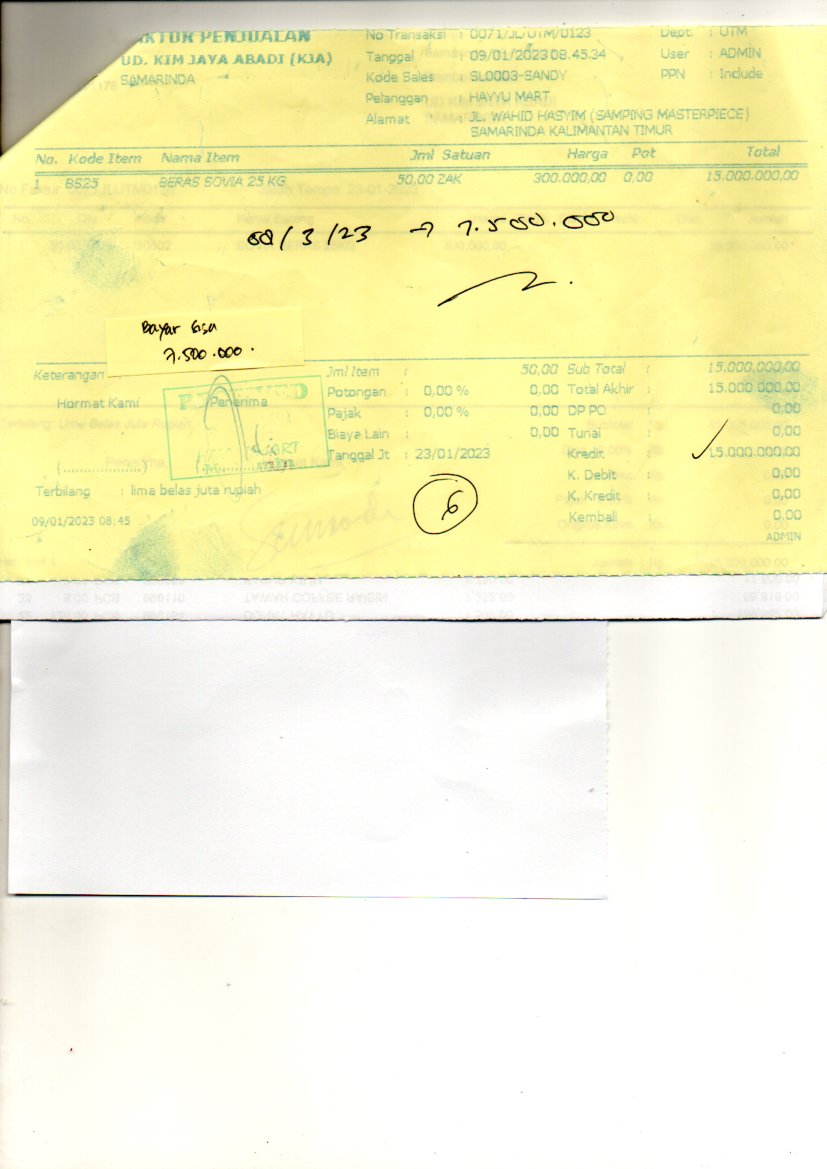 FAKTUR PENJUALAN
UD. KIM JAYA ABADI (KJA)
SAMARINDA
No Transaksi : 0071/JL/UTM/0123
Tanggal : 09/01/2023 08.45.34
Kode Sales : SL0003-SANDY
Pelanggan : HAYYU MART
Alamat : JL. WAHID HASYIM (SAMPING MASTERPIECE)
SAMARINDA KALIMANTAN TIMUR
Dept. : UTM
User : ADMIN
PPN : Include
No. Kode Item Nama Item Jml Satuan Harga Pot Total
1 BS25 BERAS SOVIA 25 KG 50,00 ZAK 300.000,00 0,00 15.000.000,00
08/3/23 → 7.500.000
Bayar sisa
7.500.000.
Keterangan :
Hormat Kami
Penerima
(..................)
Jml Item : 50,00
Potongan : 0,00 % 0,00
Pajak : 0,00 % 0,00
Biaya Lain : 0,00
Tanggal Jt : 23/01/2023
Sub Total : 15.000.000,00
Total Akhir : 15.000.000,00
DP PO : 0,00
Tunai : 0,00
Kredit : 15.000.000,00
K. Debit : 0,00
K. Kredit : 0,00
Kembali : 0,00
ADMIN
6
Terbilang : lima belas juta rupiah
09/01/2023 08:45
TAWAR COFFEE RAISIN